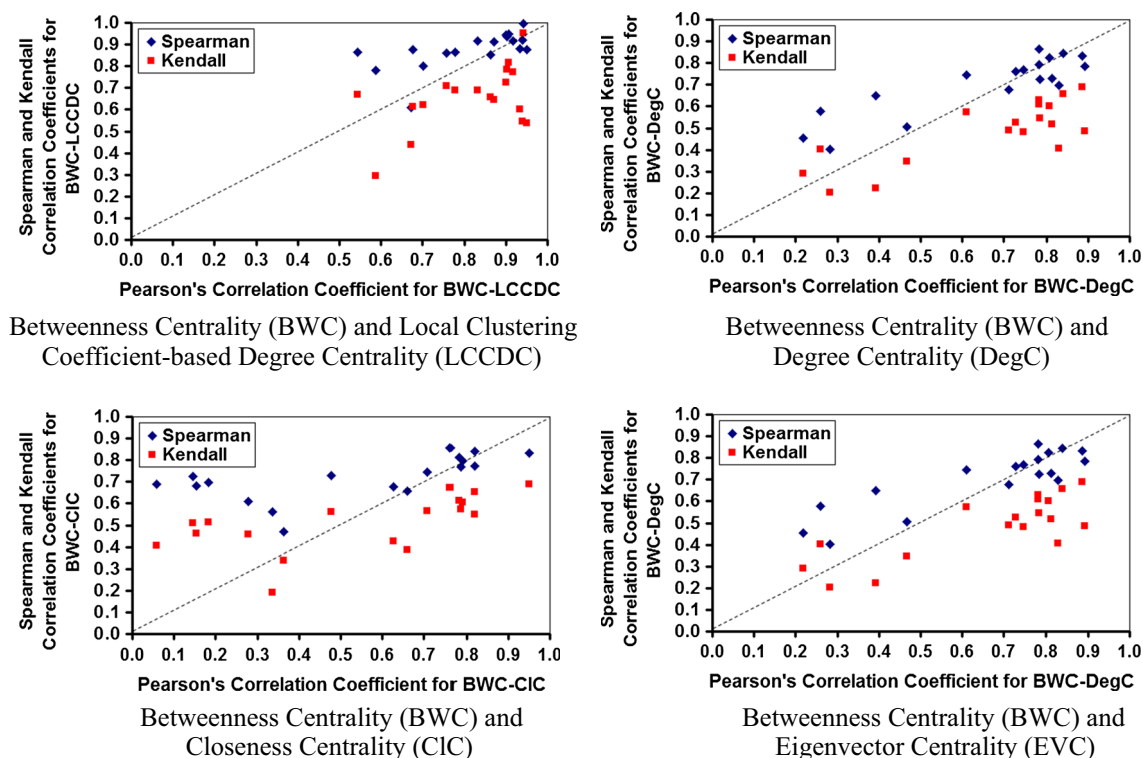 Spearman and Kendall
Correlation Coefficients for
BWC-LCCDC
1.0
0.9
0.8
0.7
0.6
0.5
0.4
0.3
0.2
0.1
0.0
Spearman
Kendall
0.0 0.1 0.2 0.3 0.4 0.5 0.6 0.7 0.8 0.9 1.0
Pearson's Correlation Coefficient for BWC-LCCDC
Betweenness Centrality (BWC) and Local Clustering
Coefficient-based Degree Centrality (LCCDC)
Spearman and Kendall
Correlation Coefficients for
BWC-DegC
1.0
0.9
0.8
0.7
0.6
0.5
0.4
0.3
0.2
0.1
0.0
Spearman
Kendall
0.0 0.1 0.2 0.3 0.4 0.5 0.6 0.7 0.8 0.9 1.0
Pearson's Correlation Coefficient for BWC-DegC
Betweenness Centrality (BWC) and
Degree Centrality (DegC)
Spearman and Kendall
Correlation Coefficients for
BWC-ClC
1.0
0.9
0.8
0.7
0.6
0.5
0.4
0.3
0.2
0.1
0.0
Spearman
Kendall
0.0 0.1 0.2 0.3 0.4 0.5 0.6 0.7 0.8 0.9 1.0
Pearson's Correlation Coefficient for BWC-ClC
Betweenness Centrality (BWC) and
Closeness Centrality (ClC)
Spearman and Kendall
Correlation Coefficients for
BWC-DegC
1.0
0.9
0.8
0.7
0.6
0.5
0.4
0.3
0.2
0.1
0.0
Spearman
Kendall
0.0 0.1 0.2 0.3 0.4 0.5 0.6 0.7 0.8 0.9 1.0
Pearson's Correlation Coefficient for BWC-DegC
Betweenness Centrality (BWC) and
Eigenvector Centrality (EVC)